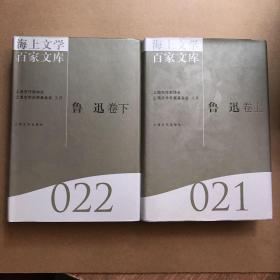 海上文学
百家文库
鲁迅 卷下
022
海上文学
百家文库
鲁迅 卷上
021